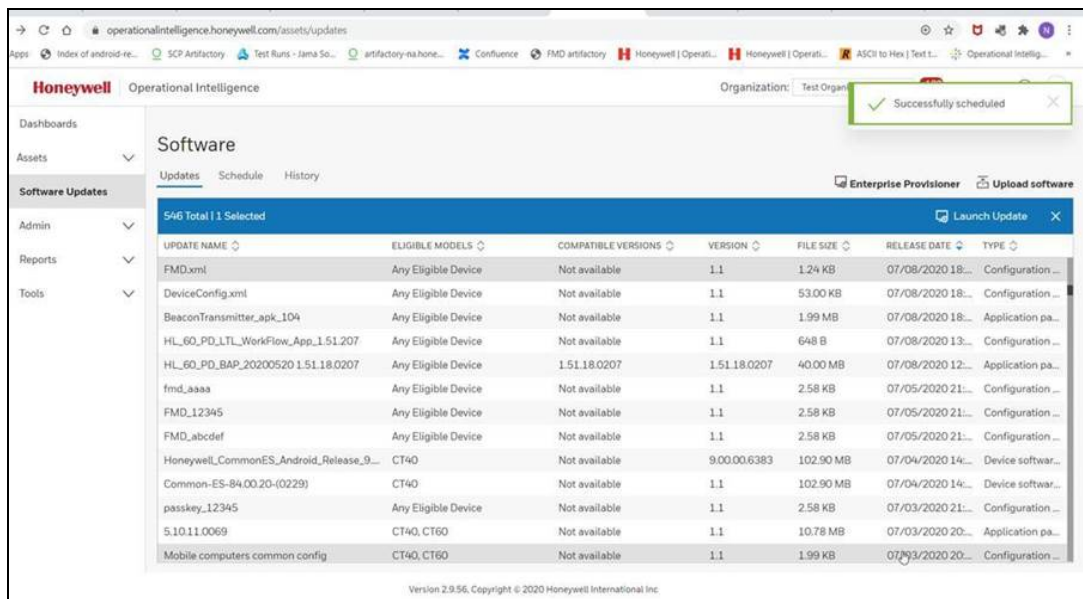 operationalintelligence.honeywell.com/assets/updates
N
Apps Index of android-re... SCP Artifactory Test Runs - Jama So... artifactory-na.hone... Confluence FMD artifactory Honeywell | Operati... Honeywell | Operati... ASCII to Hex | Text t... Operational Intellig... »
Honeywell Operational Intelligence Organization: Test Organi
Successfully scheduled
Dashboards
Assets
Software Updates
Admin
Reports
Tools
Software
Updates Schedule History
Enterprise Provisioner Upload software
546 Total | 1 Selected Launch Update
UPDATE NAME ELIGIBLE MODELS COMPATIBLE VERSIONS VERSION FILE SIZE RELEASE DATE TYPE
FMD.xml Any Eligible Device Not available 1.1 1.24 KB 07/08/2020 18:... Configuration ...
DeviceConfig.xml Any Eligible Device Not available 1.1 53.00 KB 07/08/2020 18:... Configuration ...
BeaconTransmitter_apk_104 Any Eligible Device Not available 1.1 1.99 MB 07/08/2020 18:... Application pa...
HL_60_PD_LTL_WorkFlow_App_1.51.207 Any Eligible Device Not available 1.1 648 B 07/08/2020 13:... Configuration ...
HL_60_PD_BAP_20200520 1.51.18.0207 Any Eligible Device 1.51.18.0207 1.51.18.0207 40.00 MB 07/08/2020 12:... Application pa...
fmd_aaaa Any Eligible Device Not available 1.1 2.58 KB 07/05/2020 21:... Configuration ...
FMD_12345 Any Eligible Device Not available 1.1 2.58 KB 07/05/2020 21:... Configuration ...
FMD_abcdef Any Eligible Device Not available 1.1 2.58 KB 07/05/2020 21:... Configuration ...
Honeywell_CommonES_Android_Release_9.... CT40 Not available 9.00.00.6383 102.90 MB 07/04/2020 14:... Device softwar...
Common-ES-84.00.20-(0229) CT40 Not available 1.1 102.90 MB 07/04/2020 14:... Device softwar...
passkey_12345 Any Eligible Device Not available 1.1 2.58 KB 07/03/2020 21:... Configuration ...
5.10.11.0069 CT40, CT60 Not available 1.1 10.78 MB 07/03/2020 20:... Application pa...
Mobile computers common config CT40, CT60 Not available 1.1 1.99 KB 07/03/2020 20:... Configuration ...
Version 2.9.56, Copyright © 2020 Honeywell International Inc